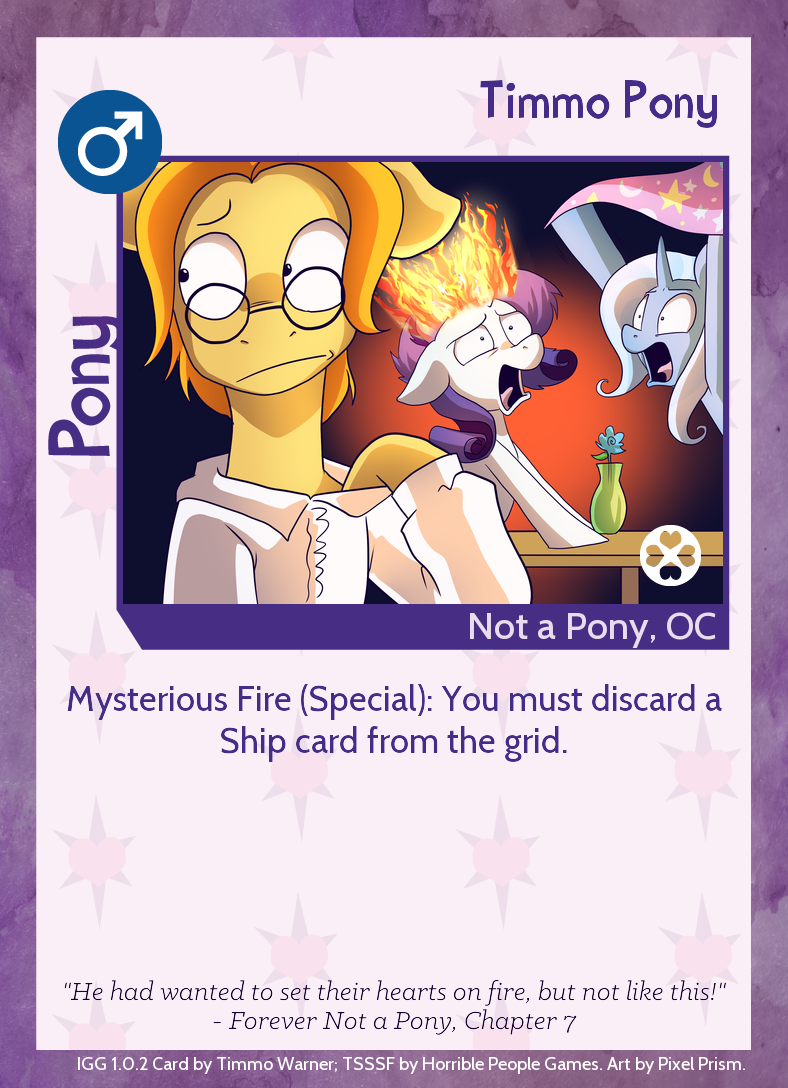 Timmo Pony
Pony
Not a Pony, OC
Mysterious Fire (Special): You must discard a
Ship card from the grid.
"He had wanted to set their hearts on fire, but not like this!"
- Forever Not a Pony, Chapter 7
IGG 1.0.2 Card by Timmo Warner; TSSSF by Horrible People Games. Art by Pixel Prism.